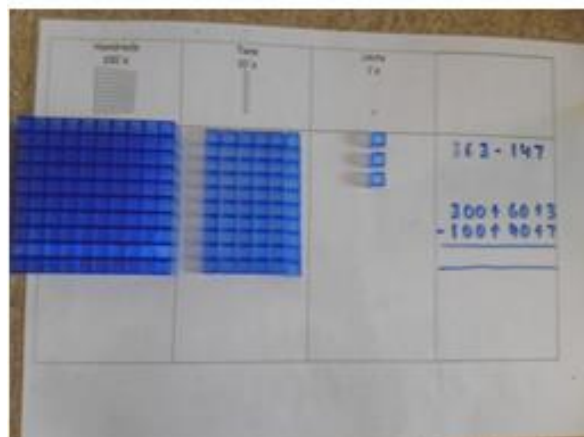 Hundreds
100's
Tens
10's
Units
1's
363 - 147
300+60+3
- 100+40+7